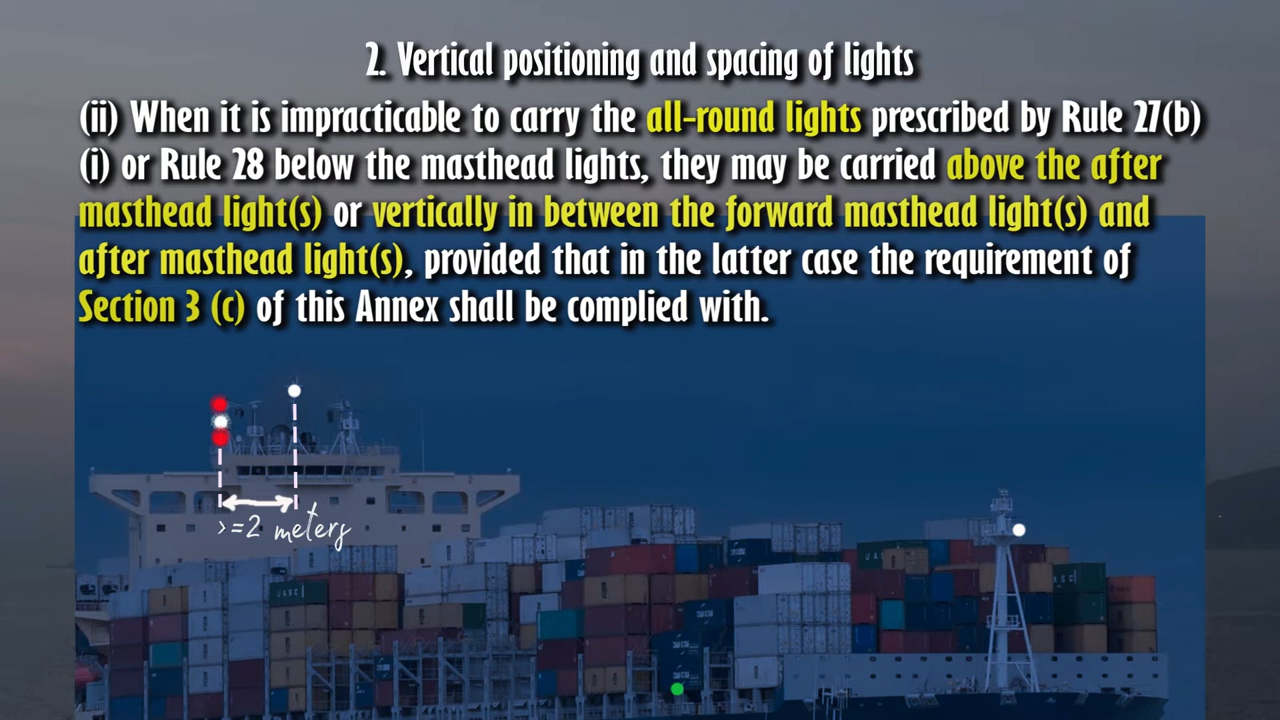 2. Vertical positioning and spacing of lights
(ii) When it is impracticable to carry the all-round lights prescribed by Rule 27(b)
(i) or Rule 28 below the masthead lights, they may be carried above the after
masthead light(s) or vertically in between the forward masthead light(s) and
after masthead light(s), provided that in the latter case the requirement of
Section 3 (c) of this Annex shall be complied with.
>=2 meters